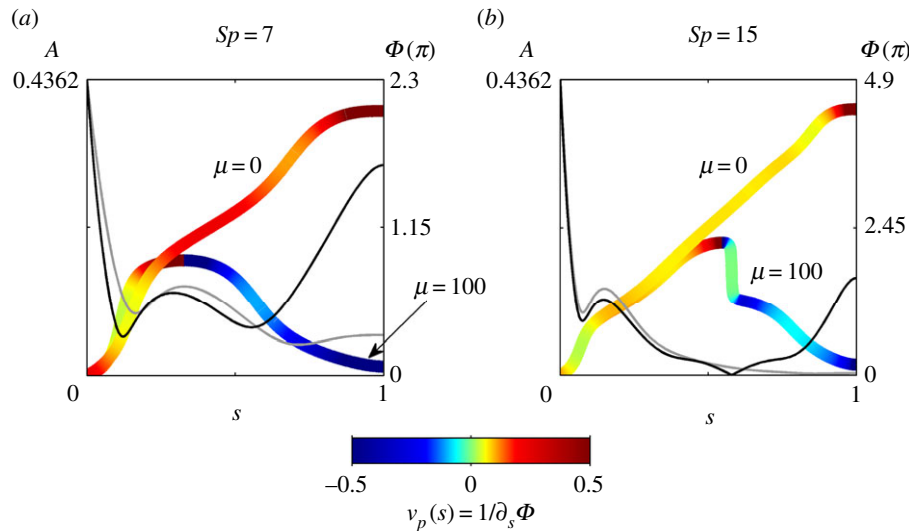 (a)
Sp = 7
A
Φ(π)
0.4362
2.3
μ = 0
1.15
μ = 100
0
0
s
1
(b)
Sp = 15
A
Φ(π)
0.4362
4.9
μ = 0
2.45
μ = 100
0
0
s
1
–0.5
0
0.5
v_p(s) = 1/∂_sΦ